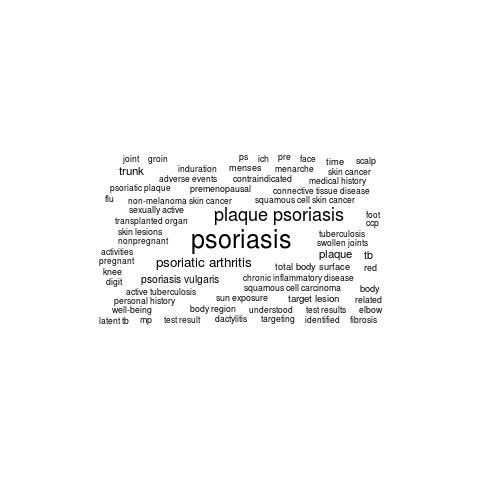 joint groin ps ich pre face time scalp
trunk induration menses menarche skin cancer
adverse events contraindicated medical history
psoriatic plaque premenopausal connective tissue disease
flu non-melanoma skin cancer squamous cell skin cancer
sexually active plaque psoriasis foot
transplanted organ ccp
skin lesions psoriasis tuberculosis
nonpregnant swollen joints
activities plaque tb
pregnant psoriatic arthritis total body surface red
knee
digit psoriasis vulgaris chronic inflammatory disease
active tuberculosis squamous cell carcinoma body
personal history sun exposure target lesion related
well-being body region understood test results elbow
latent tb mp test result dactylitis targeting identified fibrosis